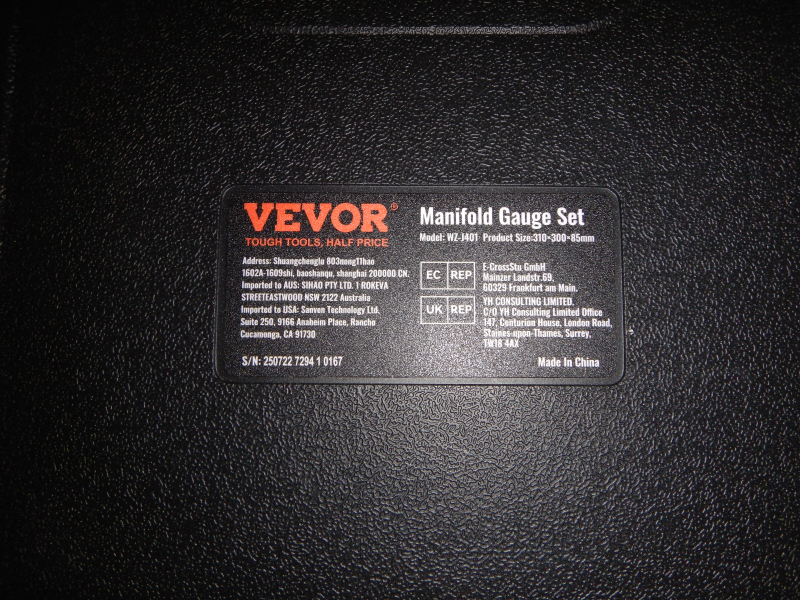 VEVOR®
TOUGH TOOLS, HALF PRICE
Address: Shuangchenglu 803nong11hao
1602A-1609shi, baoshanqu, shanghai 200000 CN.
Imported to AUS: SIHAO PTY LTD. 1 ROKEVA
STREETEASTWOOD NSW 2122 Australia
Imported to USA: Sanven Technology Ltd.
Suite 250, 9166 Anaheim Place, Rancho
Cucamonga, CA 91730
S/N: 250722 7294 1 0167
Manifold Gauge Set
Model: WZ-J401 Product Size:310×300×85mm
EC REP
E-CrossStu GmbH
Mainzer Landstr.69,
60329 Frankfurt am Main.
UK REP
YH CONSULTING LIMITED.
C/O YH Consulting Limited Office
147, Centurion House, London Road,
Staines-upon-Thames, Surrey,
TW18 4AX
Made In China